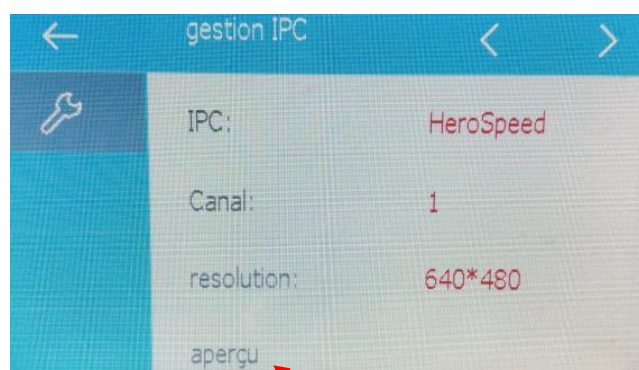 gestion IPC
IPC: HeroSpeed
Canal: 1
resolution: 640*480
aperçu